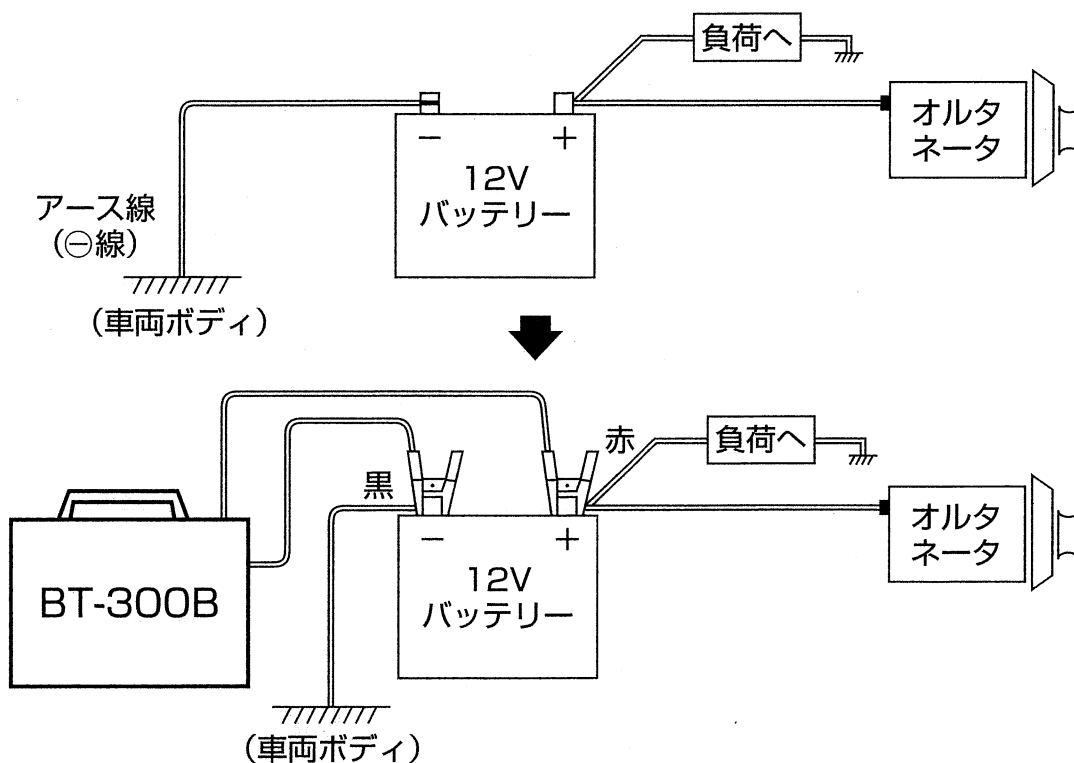 負荷へ
オルタ
ネータ
− +
12V
バッテリー
アース線
(㊀線)
(車両ボディ)
赤
負荷へ
黒
オルタ
ネータ
− +
12V
バッテリー
BT-300B
(車両ボディ)